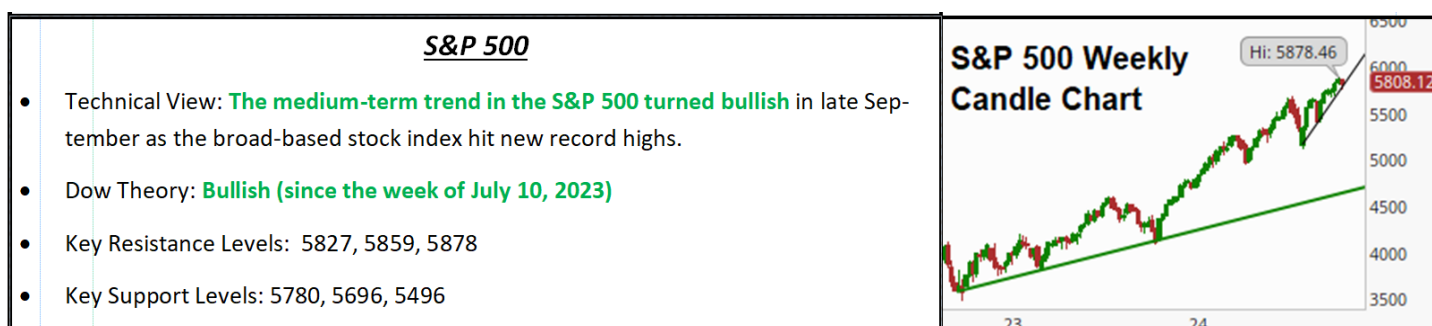 S&P 500
• Technical View: The medium-term trend in the S&P 500 turned bullish in late Sep-
tember as the broad-based stock index hit new record highs.
• Dow Theory: Bullish (since the week of July 10, 2023)
• Key Resistance Levels: 5827, 5859, 5878
• Key Support Levels: 5780, 5696, 5496
S&P 500 Weekly
Candle Chart
Hi: 5878.46
6500
6000
5808.12
5500
5000
4500
4000
3500
23 24